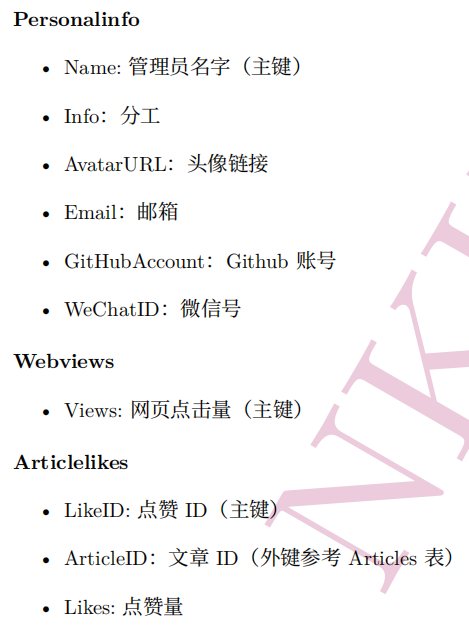 Personalinfo
• Name: 管理员名字（主键）
• Info：分工
• AvatarURL：头像链接
• Email：邮箱
• GitHubAccount：Github 账号
• WeChatID：微信号
Webviews
• Views: 网页点击量（主键）
Articlelikes
• LikeID: 点赞 ID（主键）
• ArticleID：文章 ID（外键参考 Articles 表）
• Likes: 点赞量
NK